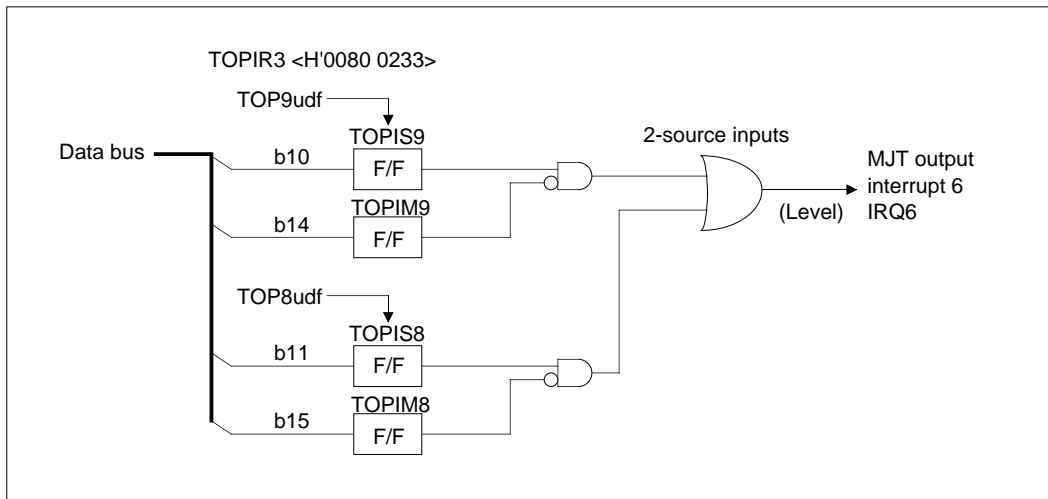 TOPIR3 <H'0080 0233>
TOP9udf
TOPIS9
Data bus
b10
F/F
TOPIM9
b14
F/F
2-source inputs
MJT output
interrupt 6
IRQ6
(Level)
TOP8udf
TOPIS8
b11
F/F
TOPIM8
b15
F/F